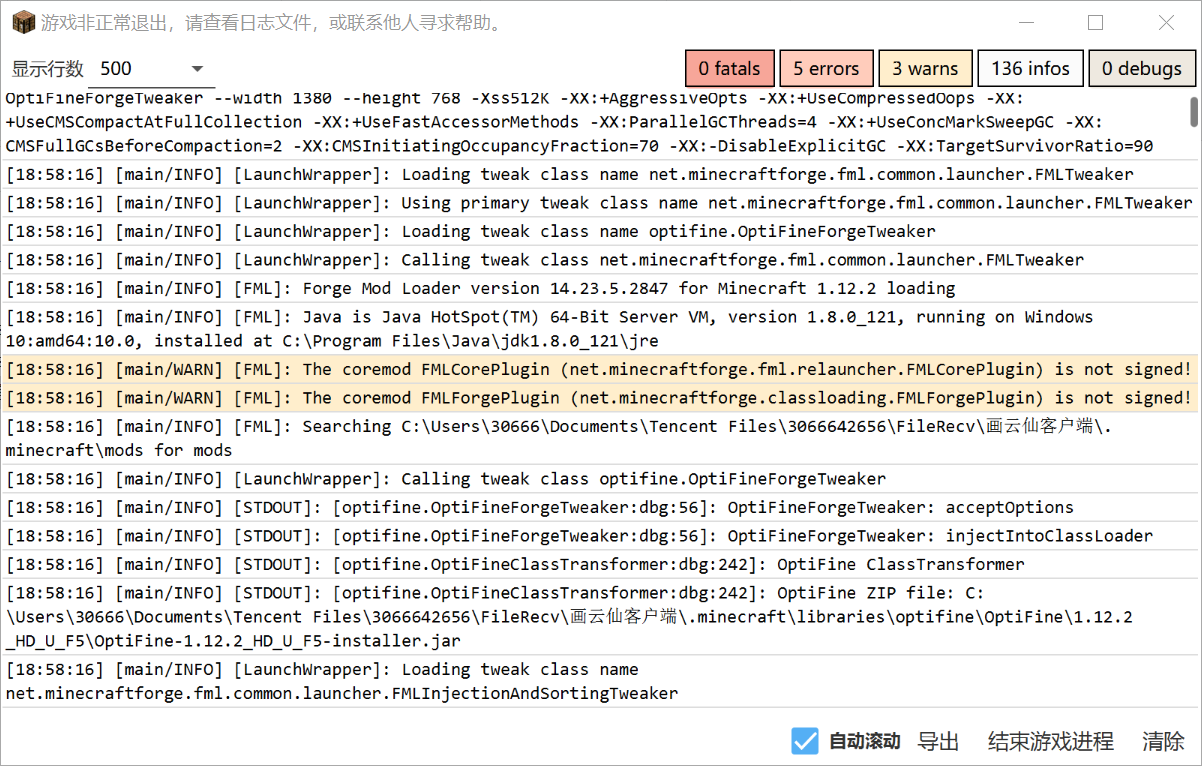 游戏非正常退出，请查看日志文件，或联系他人寻求帮助。
显示行数 500 0 fatals 5 errors 3 warns 136 infos 0 debugs
OptiFineForgeTweaker --width 1380 --height 768 -Xss512K -XX:+AggressiveOpts -XX:+UseCompressedOops -XX:
+UseCMSCompactAtFullCollection -XX:+UseFastAccessorMethods -XX:ParallelGCThreads=4 -XX:+UseConcMarkSweepGC -XX:
CMSFullGCsBeforeCompaction=2 -XX:CMSInitiatingOccupancyFraction=70 -XX:-DisableExplicitGC -XX:TargetSurvivorRatio=90
[18:58:16] [main/INFO] [LaunchWrapper]: Loading tweak class name net.minecraftforge.fml.common.launcher.FMLTweaker
[18:58:16] [main/INFO] [LaunchWrapper]: Using primary tweak class name net.minecraftforge.fml.common.launcher.FMLTweaker
[18:58:16] [main/INFO] [LaunchWrapper]: Loading tweak class name optifine.OptiFineForgeTweaker
[18:58:16] [main/INFO] [LaunchWrapper]: Calling tweak class net.minecraftforge.fml.common.launcher.FMLTweaker
[18:58:16] [main/INFO] [FML]: Forge Mod Loader version 14.23.5.2847 for Minecraft 1.12.2 loading
[18:58:16] [main/INFO] [FML]: Java is Java HotSpot(TM) 64-Bit Server VM, version 1.8.0_121, running on Windows
10:amd64:10.0, installed at C:\Program Files\Java\jdk1.8.0_121\jre
[18:58:16] [main/WARN] [FML]: The coremod FMLCorePlugin (net.minecraftforge.fml.relauncher.FMLCorePlugin) is not signed!
[18:58:16] [main/WARN] [FML]: The coremod FMLForgePlugin (net.minecraftforge.classloading.FMLForgePlugin) is not signed!
[18:58:16] [main/INFO] [FML]: Searching C:\Users\30666\Documents\Tencent Files\3066642656\FileRecv\画云仙客户端\.
minecraft\mods for mods
[18:58:16] [main/INFO] [LaunchWrapper]: Calling tweak class optifine.OptiFineForgeTweaker
[18:58:16] [main/INFO] [STDOUT]: [optifine.OptiFineForgeTweaker:dbg:56]: OptiFineForgeTweaker: acceptOptions
[18:58:16] [main/INFO] [STDOUT]: [optifine.OptiFineForgeTweaker:dbg:56]: OptiFineForgeTweaker: injectIntoClassLoader
[18:58:16] [main/INFO] [STDOUT]: [optifine.OptiFineClassTransformer:dbg:242]: OptiFine ClassTransformer
[18:58:16] [main/INFO] [STDOUT]: [optifine.OptiFineClassTransformer:dbg:242]: OptiFine ZIP file: C:
\Users\30666\Documents\Tencent Files\3066642656\FileRecv\画云仙客户端\.minecraft\libraries\optifine\OptiFine\1.12.2
_HD_U_F5\OptiFine-1.12.2_HD_U_F5-installer.jar
[18:58:16] [main/INFO] [LaunchWrapper]: Loading tweak class name
net.minecraftforge.fml.common.launcher.FMLInjectionAndSortingTweaker
自动滚动 导出 结束游戏进程 清除